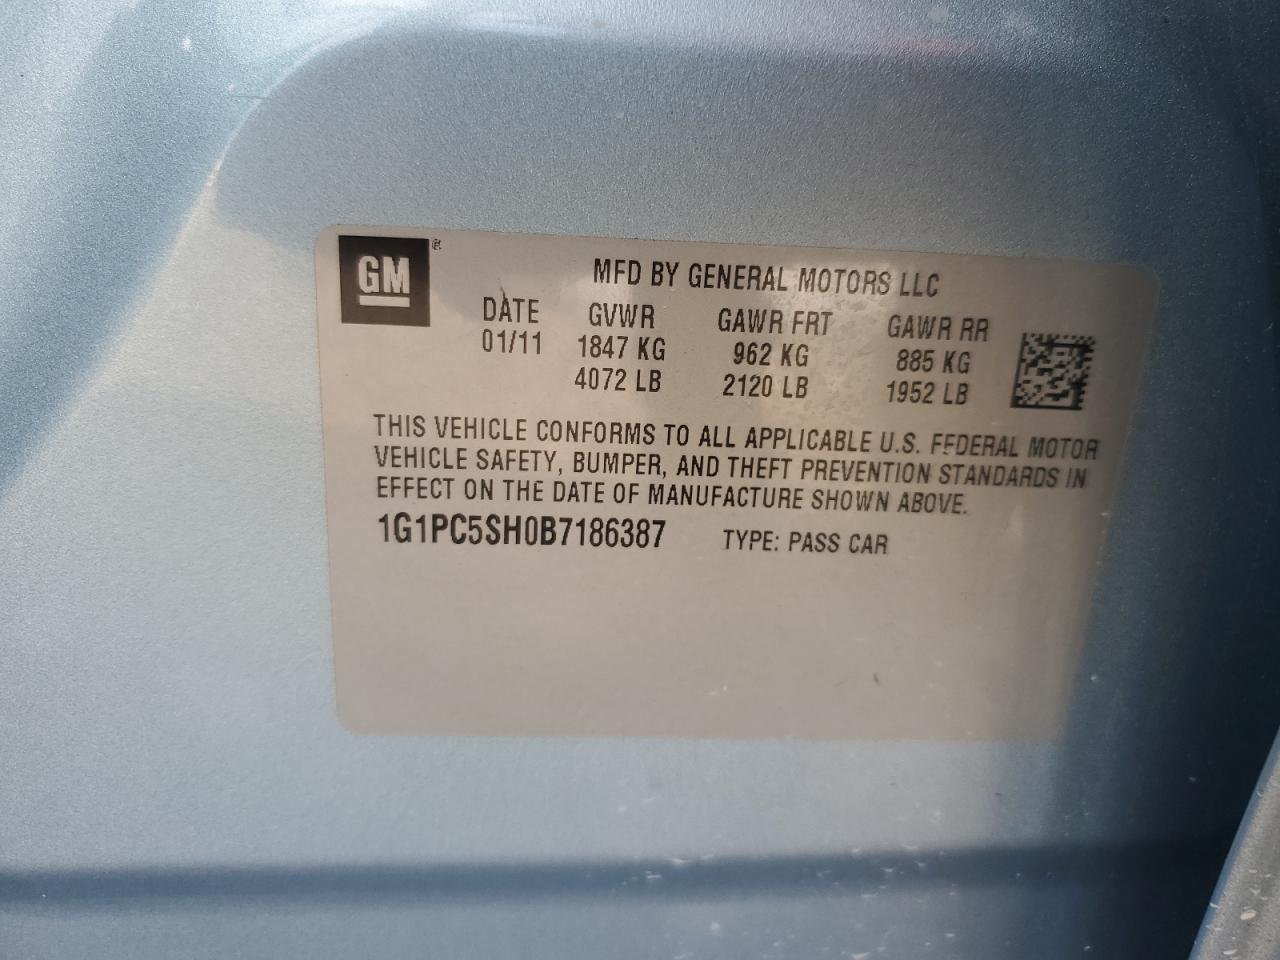 GM®
MFD BY GENERAL MOTORS LLC
DATE GVWR GAWR FRT GAWR RR
01/11 1847 KG 962 KG 885 KG
4072 LB 2120 LB 1952 LB
THIS VEHICLE CONFORMS TO ALL APPLICABLE U.S. FEDERAL MOTOR
VEHICLE SAFETY, BUMPER, AND THEFT PREVENTION STANDARDS IN
EFFECT ON THE DATE OF MANUFACTURE SHOWN ABOVE.
1G1PC5SH0B7186387 TYPE: PASS CAR